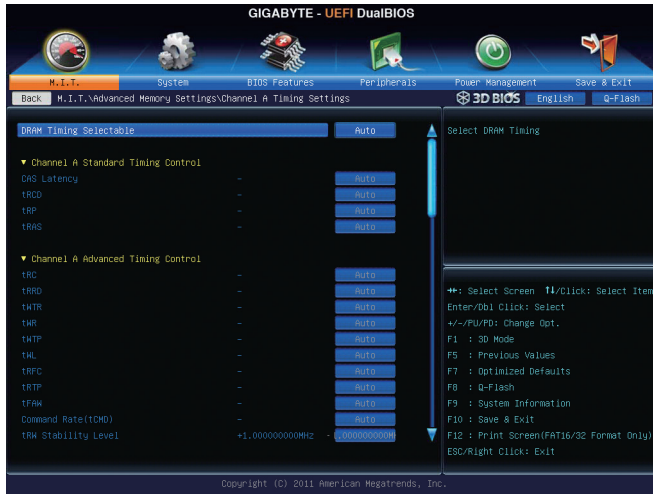 GIGABYTE - UEFI DualBIOS
M.I.T. System BIOS Features Peripherals Power Management Save & Exit
Back M.I.T.\Advanced Memory Settings\Channel A Timing Settings 3D BIOS English Q-Flash
DRAM Timing Selectable Auto
Select DRAM Timing
▼ Channel A Standard Timing Control
CAS Latency - Auto
tRCD - Auto
tRP - Auto
tRAS - Auto
▼ Channel A Advanced Timing Control
tRC - Auto
tRRD - Auto
tWTR - Auto
tWR - Auto
tWTP - Auto
tWL - Auto
tRFC - Auto
tRTP - Auto
tFAW - Auto
Command Rate(tCMD) - Auto
tRW Stability Level +1.000000000MHz - .000000000M
→←: Select Screen ↑↓/Click: Select Item
Enter/Dbl Click: Select
+/-/PU/PD: Change Opt.
F1 : 3D Mode
F5 : Previous Values
F7 : Optimized Defaults
F8 : Q-Flash
F9 : System Information
F10 : Save & Exit
F12 : Print Screen(FAT16/32 Format Only)
ESC/Right Click: Exit
Copyright (C) 2011 American Megatrends, Inc.